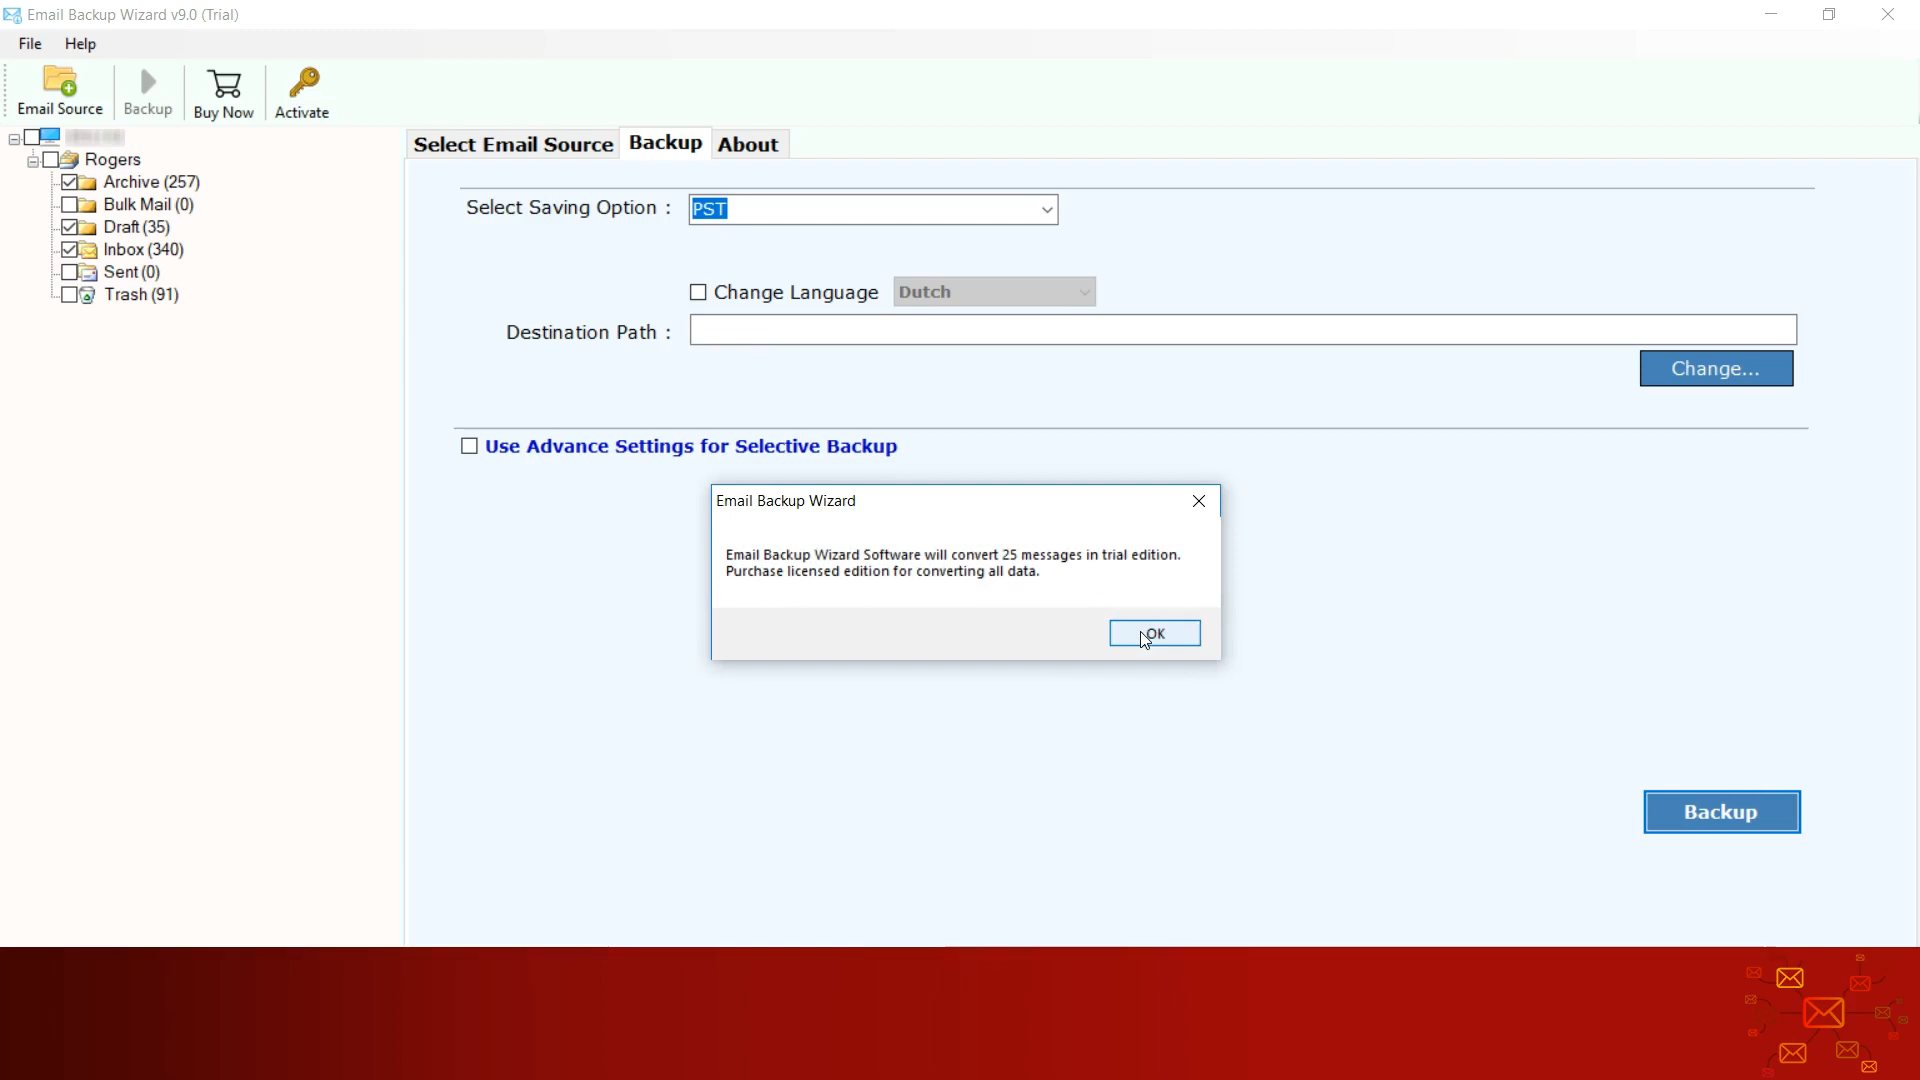 Email Backup Wizard v9.0 (Trial)
File Help
Email Source Backup Buy Now Activate
Rogers
Archive (257)
Bulk Mail (0)
Draft (35)
Inbox (340)
Sent (0)
Trash (91)
Select Email Source Backup About
Select Saving Option : PST
Change Language Dutch
Destination Path :
Change...
Use Advance Settings for Selective Backup
Email Backup Wizard
Email Backup Wizard Software will convert 25 messages in trial edition.
Purchase licensed edition for converting all data.
OK
Backup